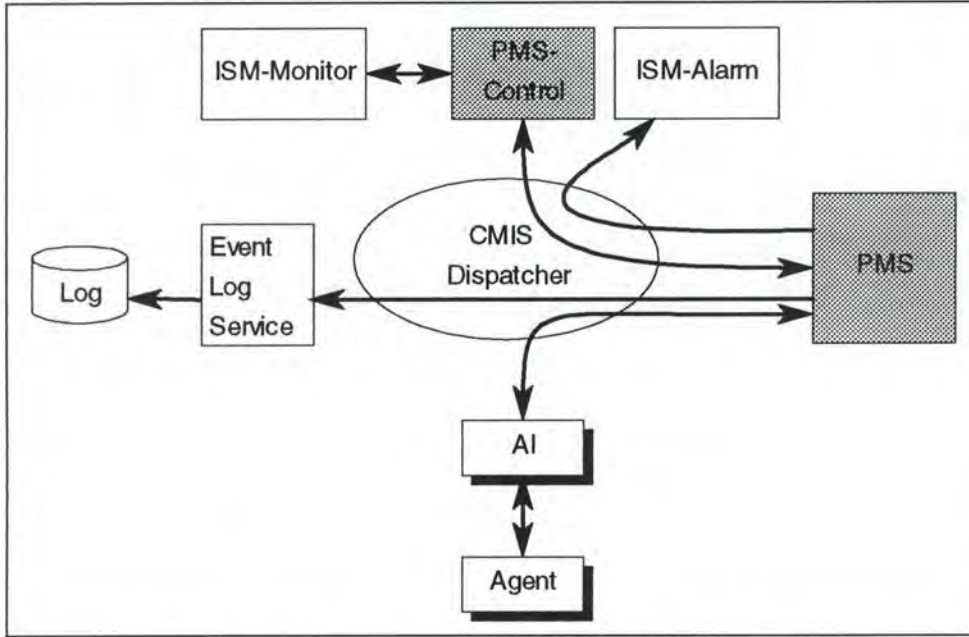 ISM-Monitor
PMS-
Control
ISM-Alarm
CMIS
Dispatcher
PMS
Event
Log
Service
Log
AI
Agent